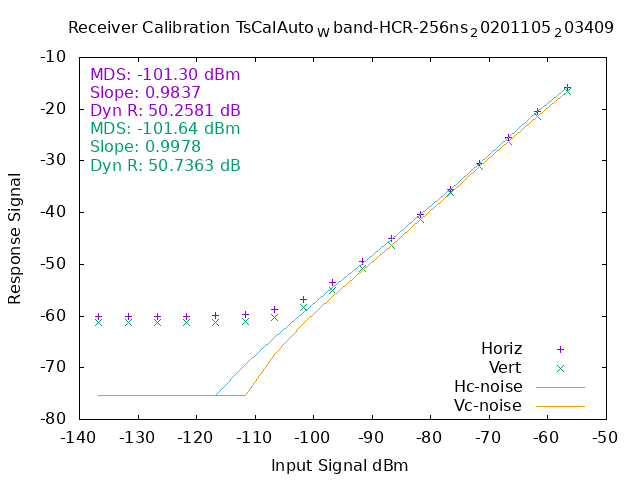 Receiver Calibration TsCalAuto_Wband-HCR-256ns_20201105_203409
-10
MDS: -101.30 dBm
Slope: 0.9837
Dyn R: 50.2581 dB
MDS: -101.64 dBm
Slope: 0.9978
Dyn R: 50.7363 dB
-20
-30
-40
-50
-60
-70
-80
Response Signal
Horiz
Vert
Hc-noise
Vc-noise
-140 -130 -120 -110 -100 -90 -80 -70 -60 -50
Input Signal dBm